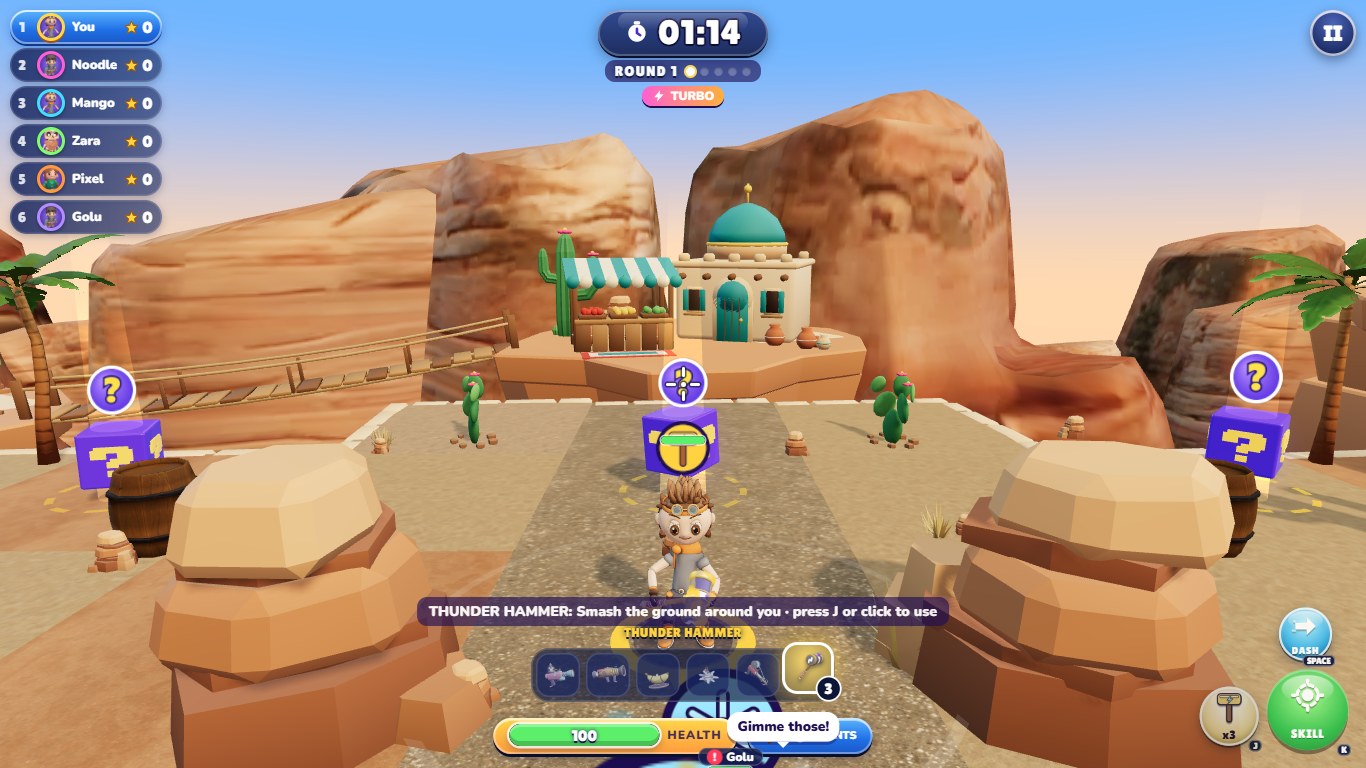 1 You 0
2 Noodle 0
3 Mango 0
4 Zara 0
5 Pixel 0
6 Golu 0
01:14
ROUND 1
TURBO
?
?
?
?
THUNDER HAMMER: Smash the ground around you · press J or click to use
THUNDER HAMMER
3
100 HEALTH
Gimme those!
! Golu
DASH
SPACE
x3
J
SKILL
K